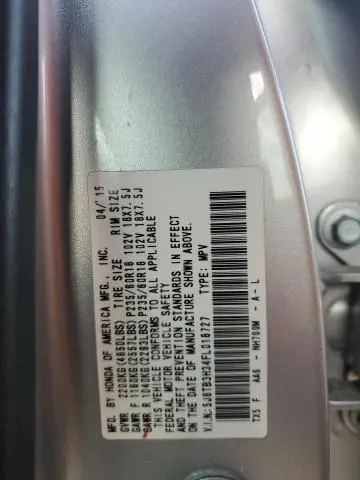 MFD. BY HONDA OF AMERICA MFG., INC. 04/'15
TIRE SIZE RIM SIZE
GVWR 2200KG(4850LBS)
GAWR F 1160KG(2557LBS) P235/60R18 102V 18X7.5J
GAWR R 1040KG(2293LBS) P235/60R18 102V 18X7.5J
THIS VEHICLE CONFORMS TO ALL APPLICABLE
FEDERAL MOTOR VEHICLE SAFETY
AND THEFT PREVENTION STANDARDS IN EFFECT
ON THE DATE OF MANUFACTURE SHOWN ABOVE.
V.I.N: 5J8TB3H34FL018727 TYPE: MPV
TX5 F AA6 - NH700M - A - L